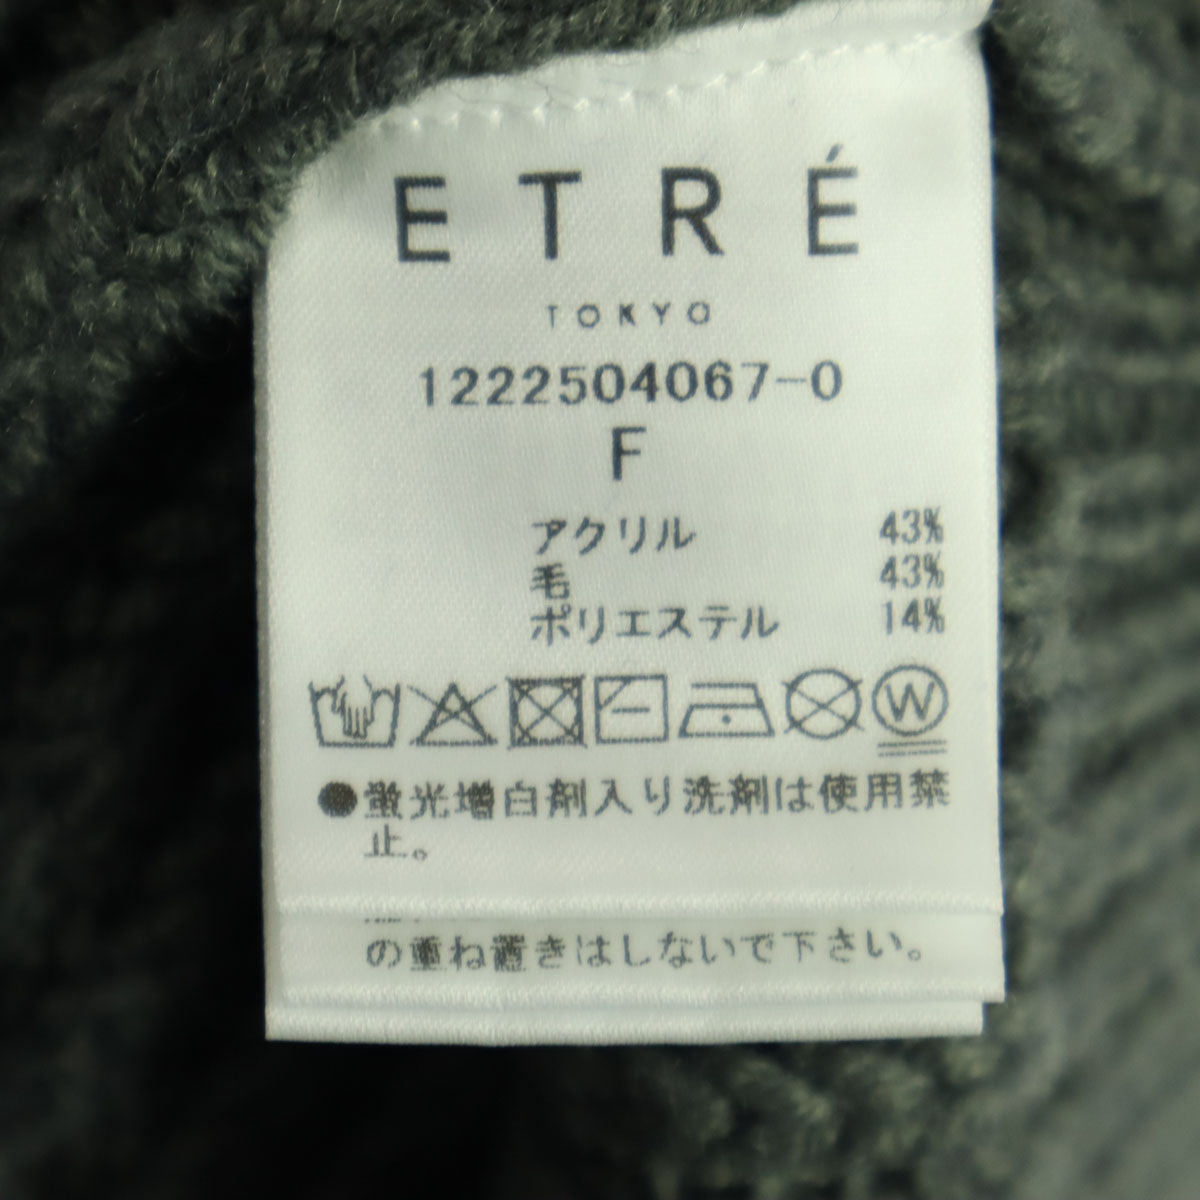 ETRÉ
TOKYO
1222504067-0
F
アクリル 43%
毛 43%
ポリエステル 14%
W
●蛍光増白剤入り洗剤は使用禁
止。
の重ね置きはしないで下さい。